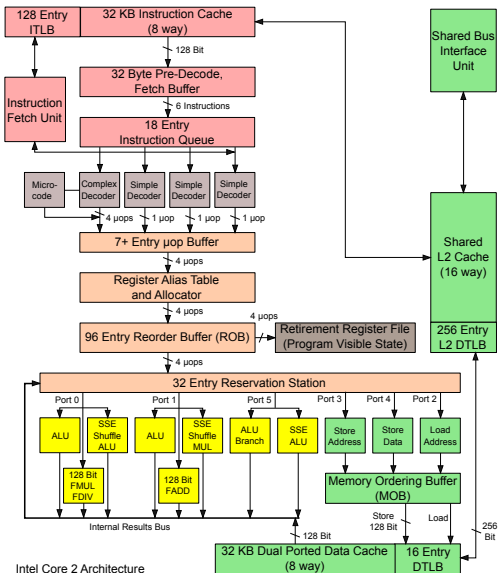 128 Entry
ITLB
32 KB Instruction Cache
(8 way)
Shared Bus
Interface
Unit
128 Bit
32 Byte Pre-Decode,
Fetch Buffer
Instruction
Fetch Unit
6 Instructions
18 Entry
Instruction Queue
Micro-
code
Complex
Decoder
Simple
Decoder
Simple
Decoder
Simple
Decoder
4 μops
1 μop
1 μop
1 μop
Shared
L2 Cache
(16 way)
7+ Entry μop Buffer
4 μops
Register Alias Table
and Allocator
4 μops
4 μops
96 Entry Reorder Buffer (ROB)
Retirement Register File
(Program Visible State)
256 Entry
L2 DTLB
4 μops
32 Entry Reservation Station
Port 0
Port 1
Port 5
Port 3
Port 4
Port 2
ALU
SSE
Shuffle
ALU
ALU
SSE
Shuffle
MUL
ALU
Branch
SSE
ALU
Store
Address
Store
Data
Load
Address
128 Bit
FMUL
FDIV
128 Bit
FADD
Memory Ordering Buffer
(MOB)
Internal Results Bus
Store
128 Bit
Load
256
Bit
128 Bit
32 KB Dual Ported Data Cache
(8 way)
16 Entry
DTLB
Intel Core 2 Architecture